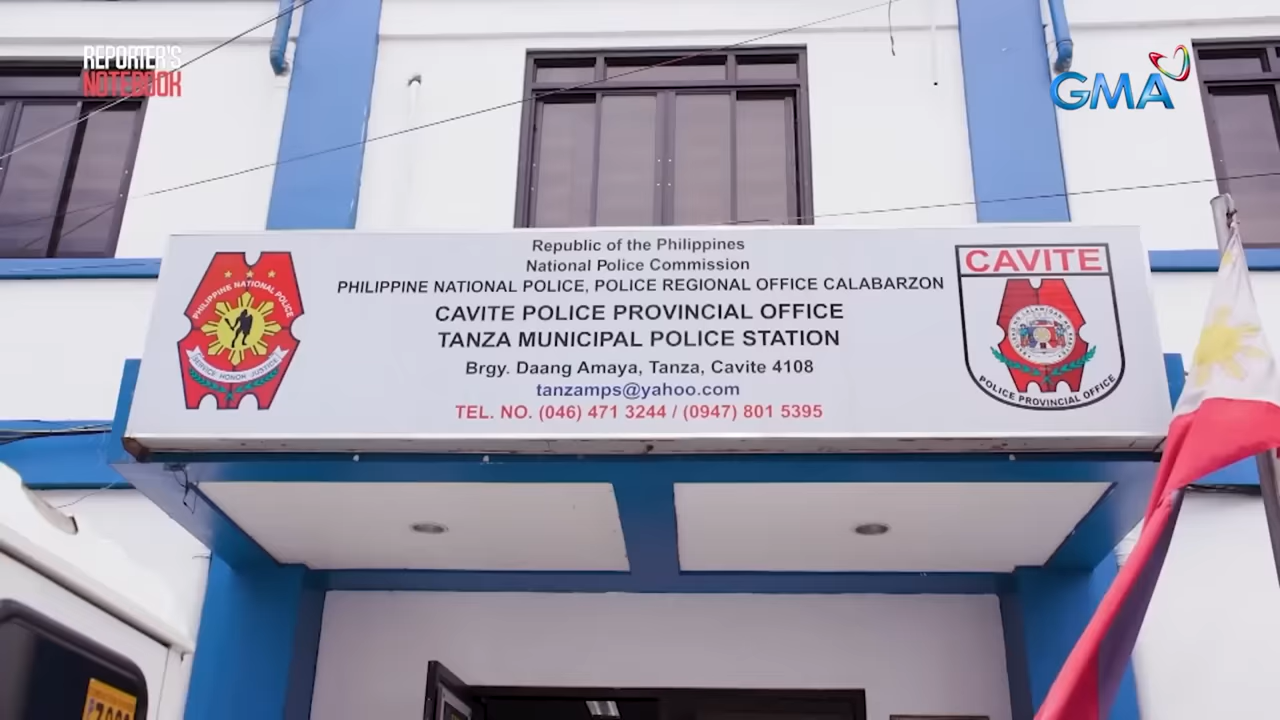 REPORTER'S
NOTEBOOK
GMA
Republic of the Philippines
National Police Commission
PHILIPPINE NATIONAL POLICE, POLICE REGIONAL OFFICE CALABARZON
CAVITE POLICE PROVINCIAL OFFICE
TANZA MUNICIPAL POLICE STATION
Brgy. Daang Amaya, Tanza, Cavite 4108
tanzamps@yahoo.com
TEL. NO. (046) 471 3244 / (0947) 801 5395
PHILIPPINE NATIONAL POLICE
SERVICE HONOR JUSTICE
CAVITE
POLICE PROVINCIAL OFFICE